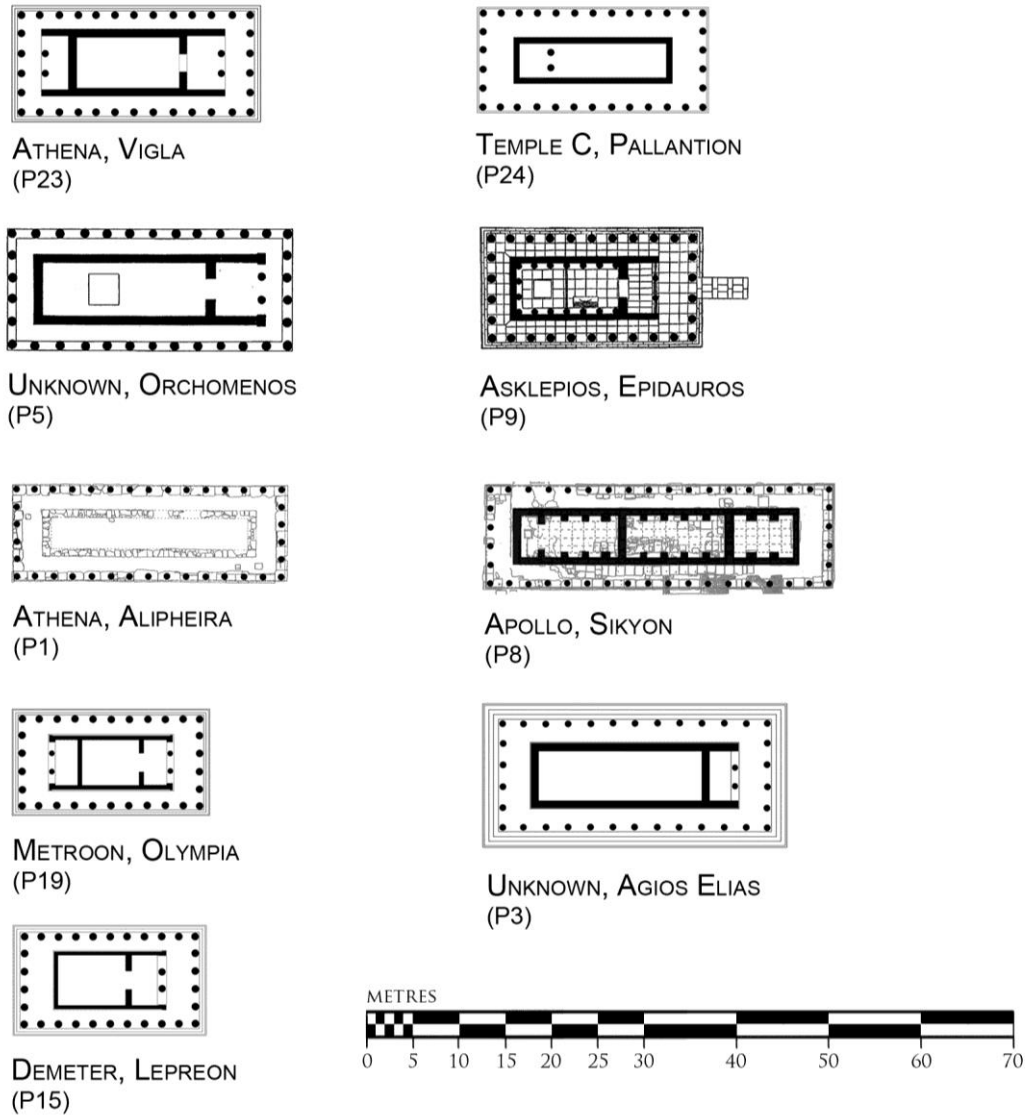 ATHENA, VIGLA
(P23)
TEMPLE C, PALLANTION
(P24)
UNKNOWN, ORCHOMENOS
(P5)
ASKLEPIOS, EPIDAUROS
(P9)
ATHENA, ALIPHEIRA
(P1)
APOLLO, SIKYON
(P8)
METROON, OLYMPIA
(P19)
UNKNOWN, AGIOS ELIAS
(P3)
DEMETER, LEPREON
(P15)
METRES
0 5 10 15 20 25 30 40 50 60 70